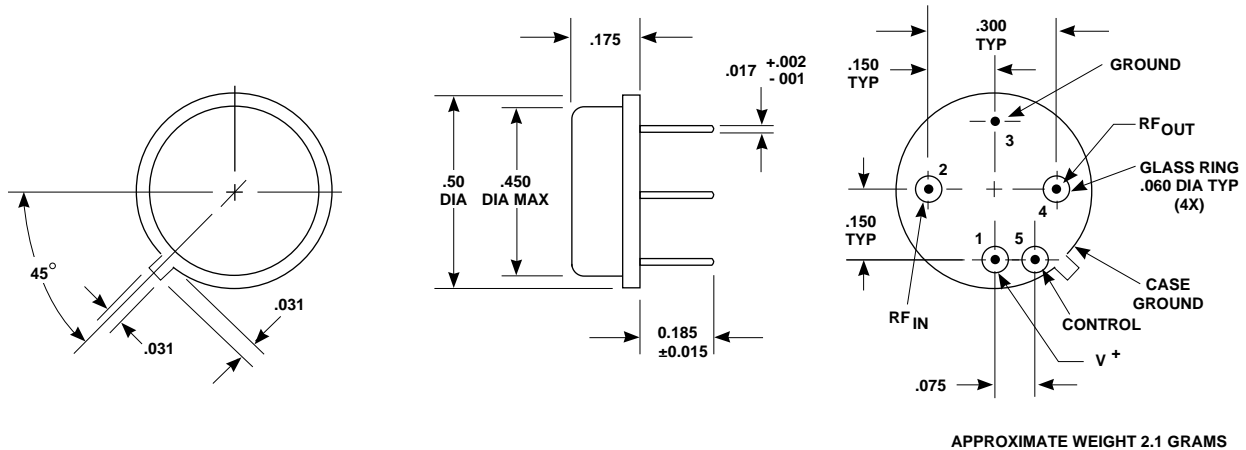 45°
.031
.031
.175
.50
DIA
.450
DIA MAX
.017 +.002
- 001
0.185
±0.015
.300
TYP
.150
TYP
GROUND
3
RF OUT
2
GLASS RING
.060 DIA TYP
(4X)
4
.150
TYP
1 5
CASE
GROUND
RF IN
CONTROL
V +
.075
APPROXIMATE WEIGHT 2.1 GRAMS